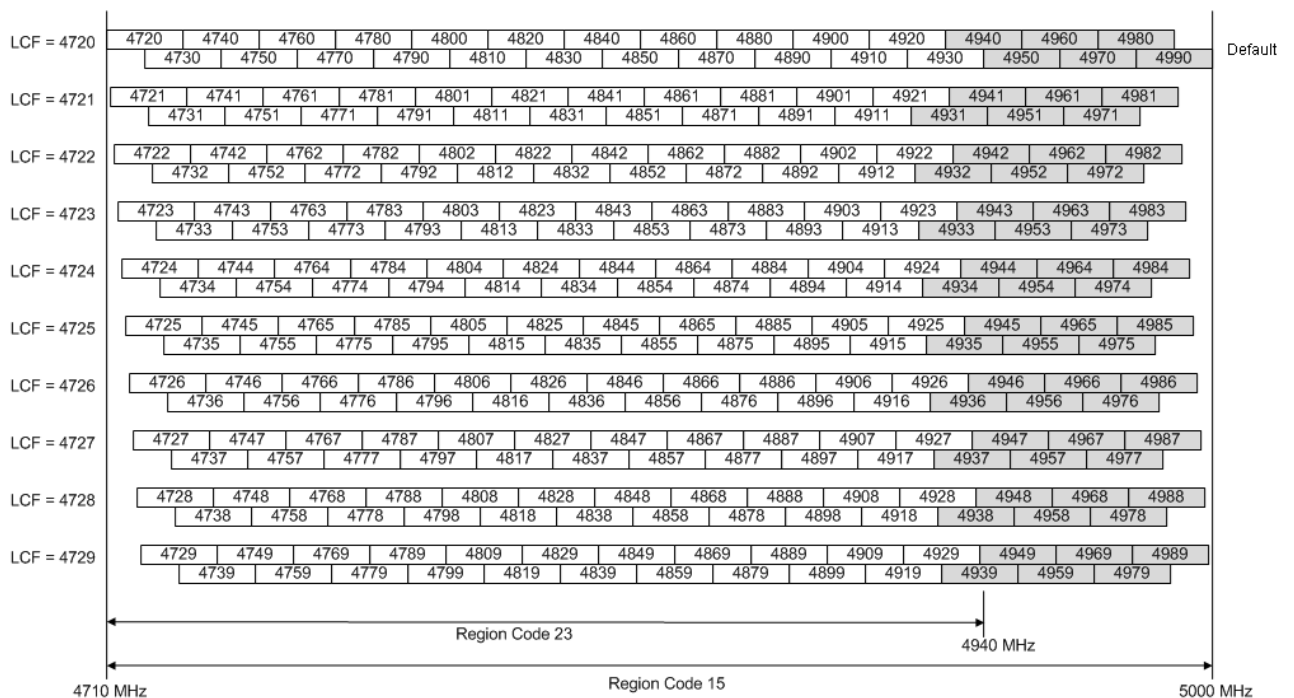 LCF = 4720 4720 4740 4760 4780 4800 4820 4840 4860 4880 4900 4920 4940 4960 4980
4730 4750 4770 4790 4810 4830 4850 4870 4890 4910 4930 4950 4970 4990 Default
LCF = 4721 4721 4741 4761 4781 4801 4821 4841 4861 4881 4901 4921 4941 4961 4981
4731 4751 4771 4791 4811 4831 4851 4871 4891 4911 4931 4951 4971
LCF = 4722 4722 4742 4762 4782 4802 4822 4842 4862 4882 4902 4922 4942 4962 4982
4732 4752 4772 4792 4812 4832 4852 4872 4892 4912 4932 4952 4972
LCF = 4723 4723 4743 4763 4783 4803 4823 4843 4863 4883 4903 4923 4943 4963 4983
4733 4753 4773 4793 4813 4833 4853 4873 4893 4913 4933 4953 4973
LCF = 4724 4724 4744 4764 4784 4804 4824 4844 4864 4884 4904 4924 4944 4964 4984
4734 4754 4774 4794 4814 4834 4854 4874 4894 4914 4934 4954 4974
LCF = 4725 4725 4745 4765 4785 4805 4825 4845 4865 4885 4905 4925 4945 4965 4985
4735 4755 4775 4795 4815 4835 4855 4875 4895 4915 4935 4955 4975
LCF = 4726 4726 4746 4766 4786 4806 4826 4846 4866 4886 4906 4926 4946 4966 4986
4736 4756 4776 4796 4816 4836 4856 4876 4896 4916 4936 4956 4976
LCF = 4727 4727 4747 4767 4787 4807 4827 4847 4867 4887 4907 4927 4947 4967 4987
4737 4757 4777 4797 4817 4837 4857 4877 4897 4917 4937 4957 4977
LCF = 4728 4728 4748 4768 4788 4808 4828 4848 4868 4888 4908 4928 4948 4968 4988
4738 4758 4778 4798 4818 4838 4858 4878 4898 4918 4938 4958 4978
LCF = 4729 4729 4749 4769 4789 4809 4829 4849 4869 4889 4909 4929 4949 4969 4989
4739 4759 4779 4799 4819 4839 4859 4879 4899 4919 4939 4959 4979
Region Code 23
4940 MHz
Region Code 15
4710 MHz 5000 MHz